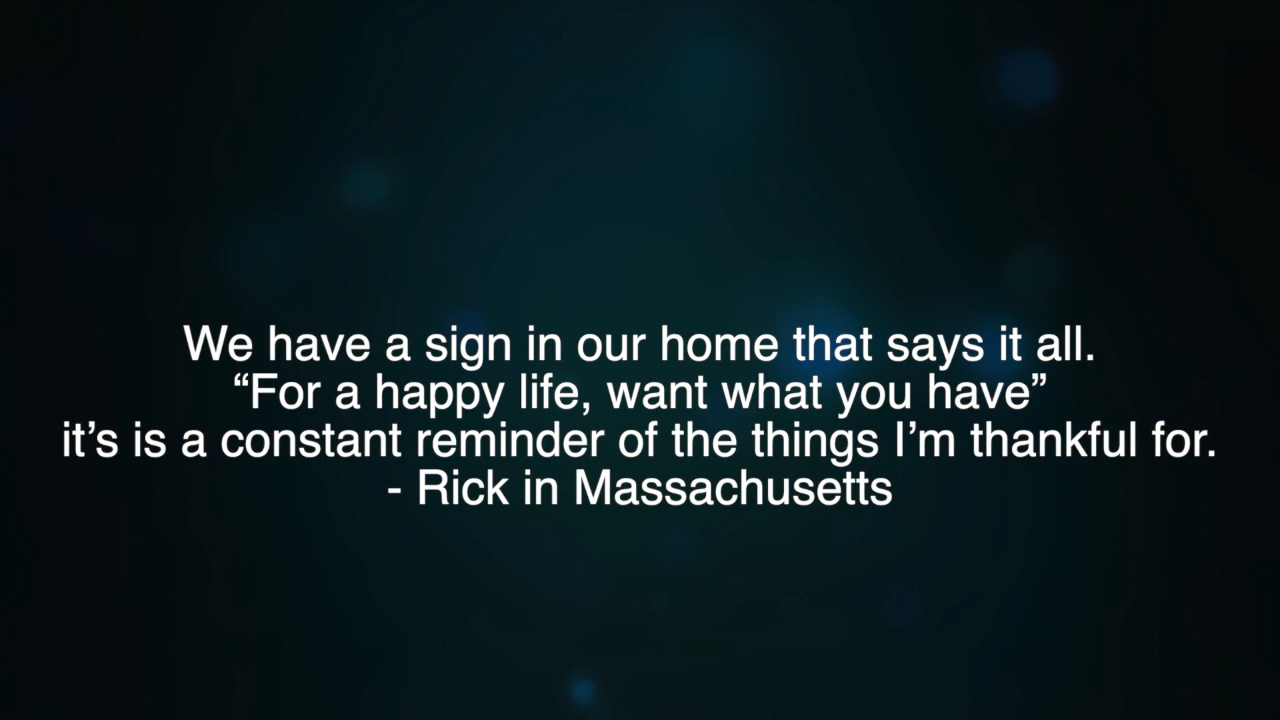 We have a sign in our home that says it all.
“For a happy life, want what you have”
it’s is a constant reminder of the things I’m thankful for.
- Rick in Massachusetts